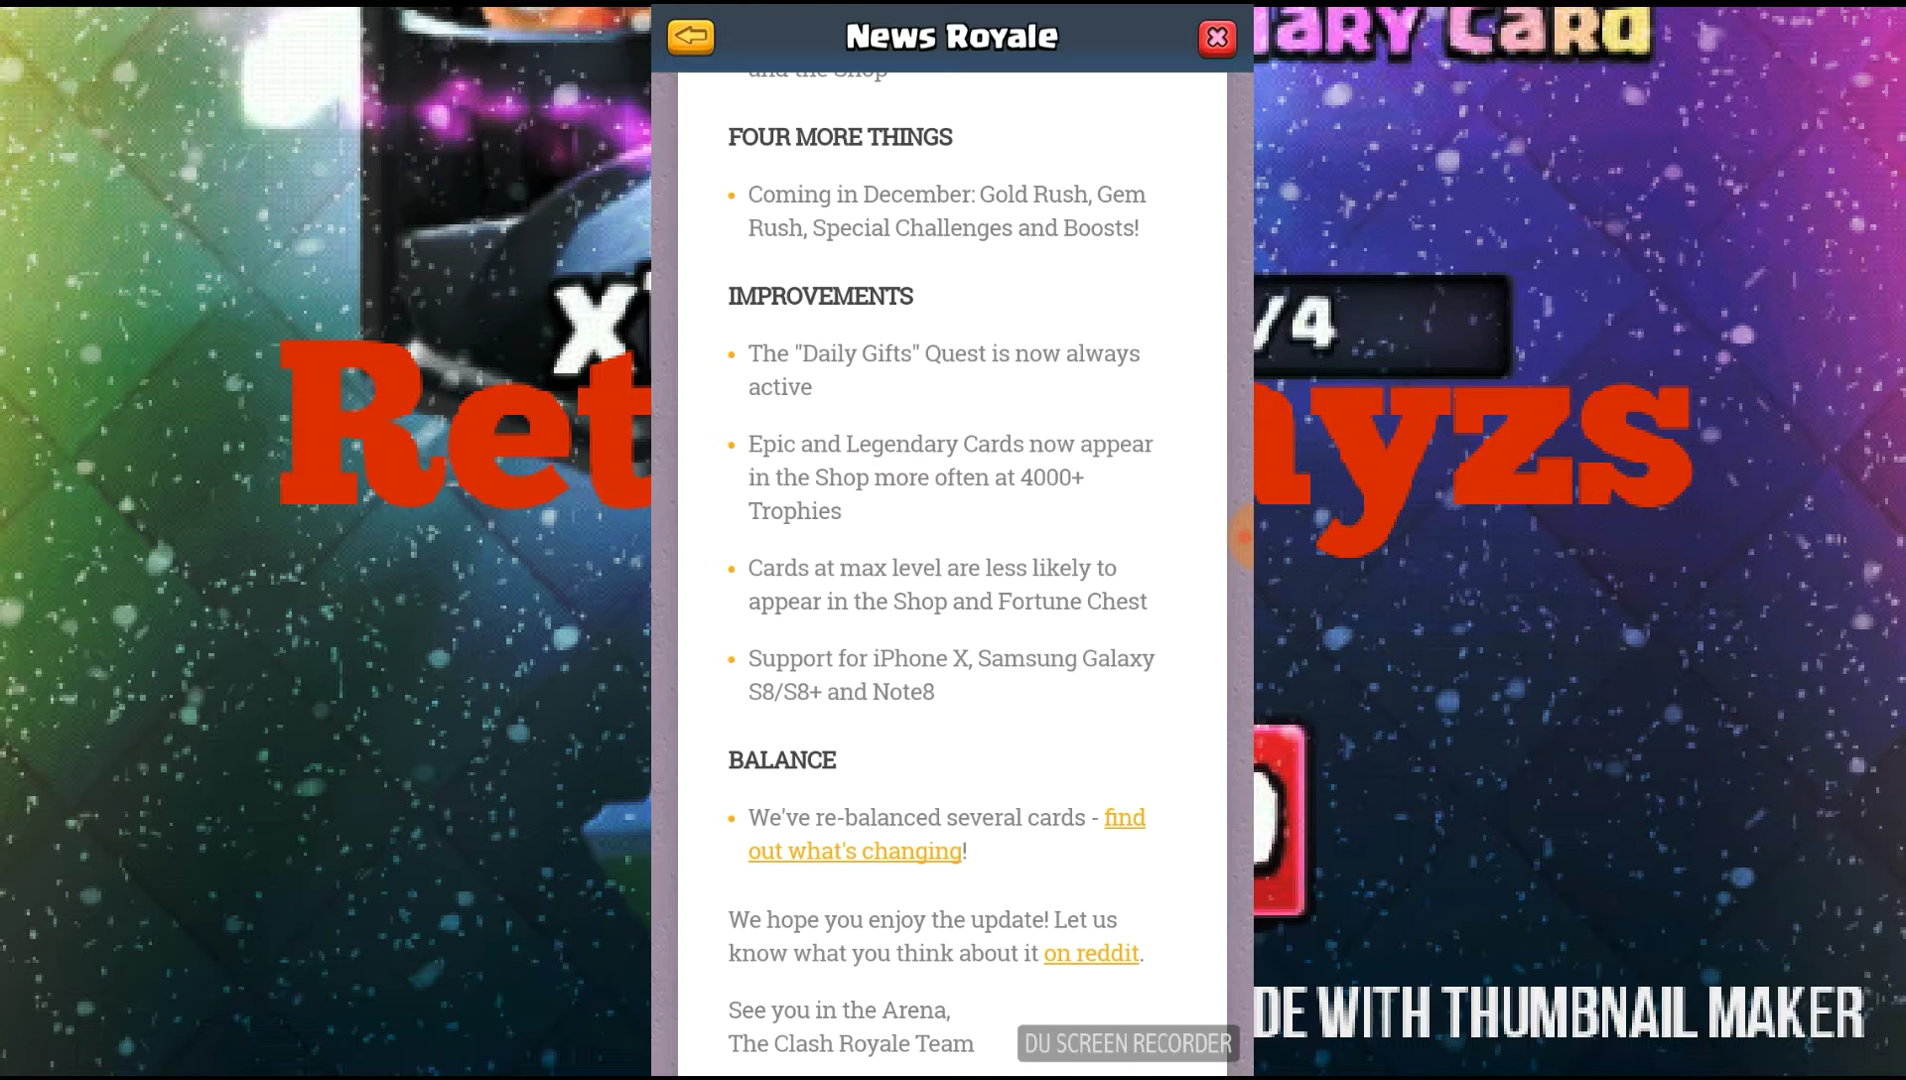 News Royale
and the Shop
FOUR MORE THINGS
• Coming in December: Gold Rush, Gem
Rush, Special Challenges and Boosts!
IMPROVEMENTS
• The "Daily Gifts" Quest is now always
active
• Epic and Legendary Cards now appear
in the Shop more often at 4000+
Trophies
• Cards at max level are less likely to
appear in the Shop and Fortune Chest
• Support for iPhone X, Samsung Galaxy
S8/S8+ and Note8
BALANCE
• We've re-balanced several cards - find
out what's changing!
We hope you enjoy the update! Let us
know what you think about it on reddit.
See you in the Arena,
The Clash Royale Team
DU SCREEN RECORDER
Card
/4
Ret
yzs
WITH THUMBNAIL MAKER